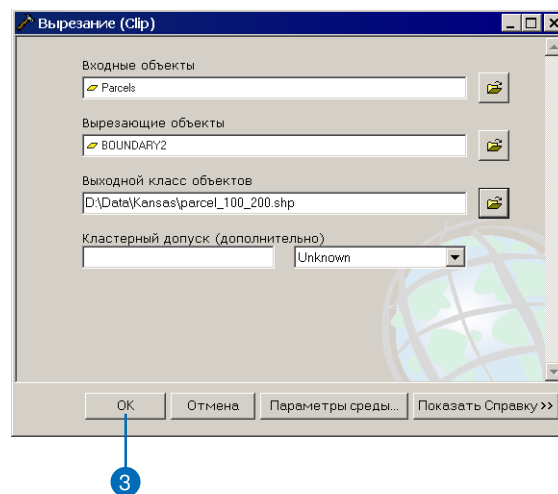 Вырезание (Clip)
Входные объекты
Parcels
Вырезающие объекты
BOUNDARY2
Выходной класс объектов
D:\Data\Kansas\parcel_100_200.shp
Кластерный допуск (дополнительно)
Unknown
OK Отмена Параметры среды... Показать Справку >>
3